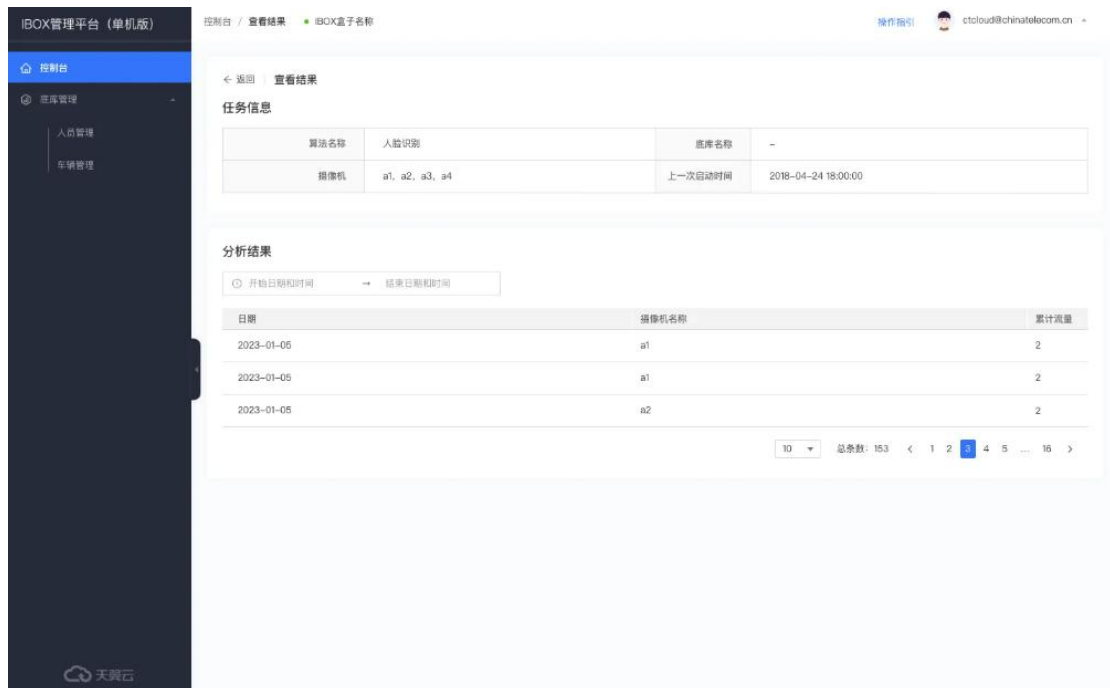 IBOX管理平台（单机版）
控制台 / 查看结果 • IBOX盒子名称
操作指引 ctcloud@chinatelecom.cn
控制台
底库管理
人员管理
车辆管理
← 返回 查看结果
任务信息
算法名称 人脸识别 底库名称 –
摄像机 a1, a2, a3, a4 上一次启动时间 2018-04-24 18:00:00
分析结果
开始日期和时间 → 结束日期和时间
日期 摄像机名称 累计流量
2023-01-05 a1 2
2023-01-05 a1 2
2023-01-05 a2 2
10 总条数: 153 < 1 2 3 4 5 ... 16 >
天翼云